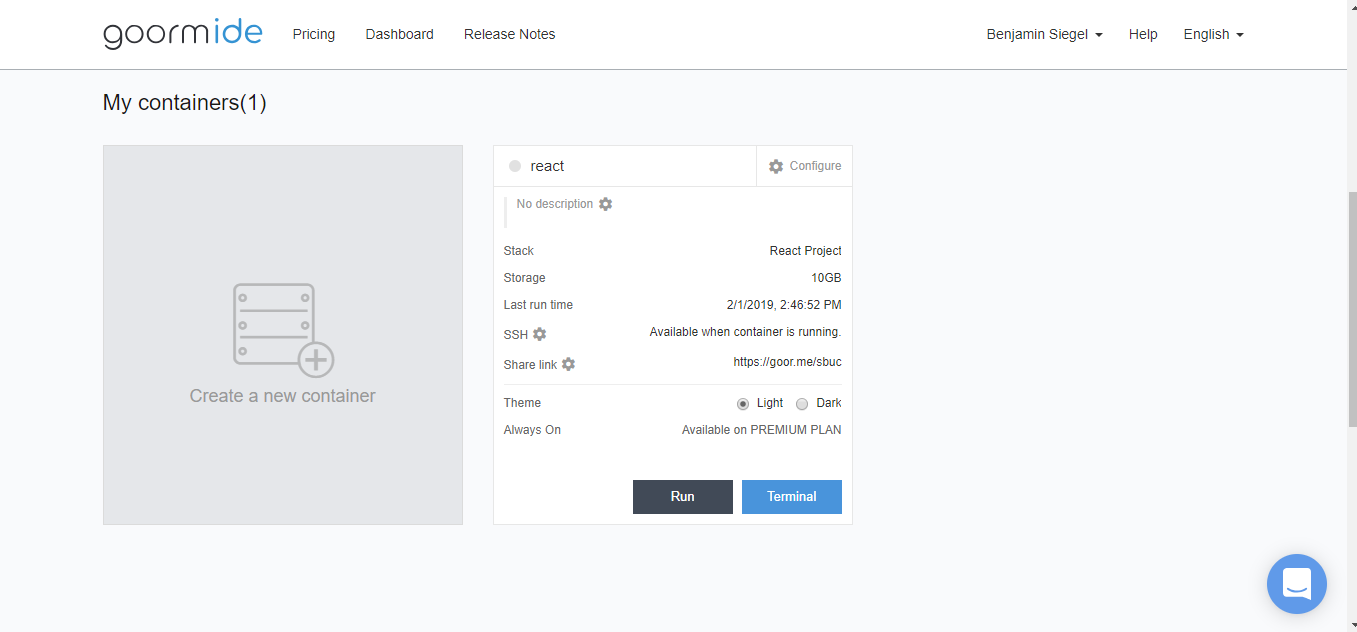 goormide Pricing Dashboard Release Notes Benjamin Siegel Help English
My containers(1)
Create a new container
react Configure
No description
Stack React Project
Storage 10GB
Last run time 2/1/2019, 2:46:52 PM
SSH Available when container is running.
Share link https://goor.me/sbuc
Theme Light Dark
Always On Available on PREMIUM PLAN
Run Terminal